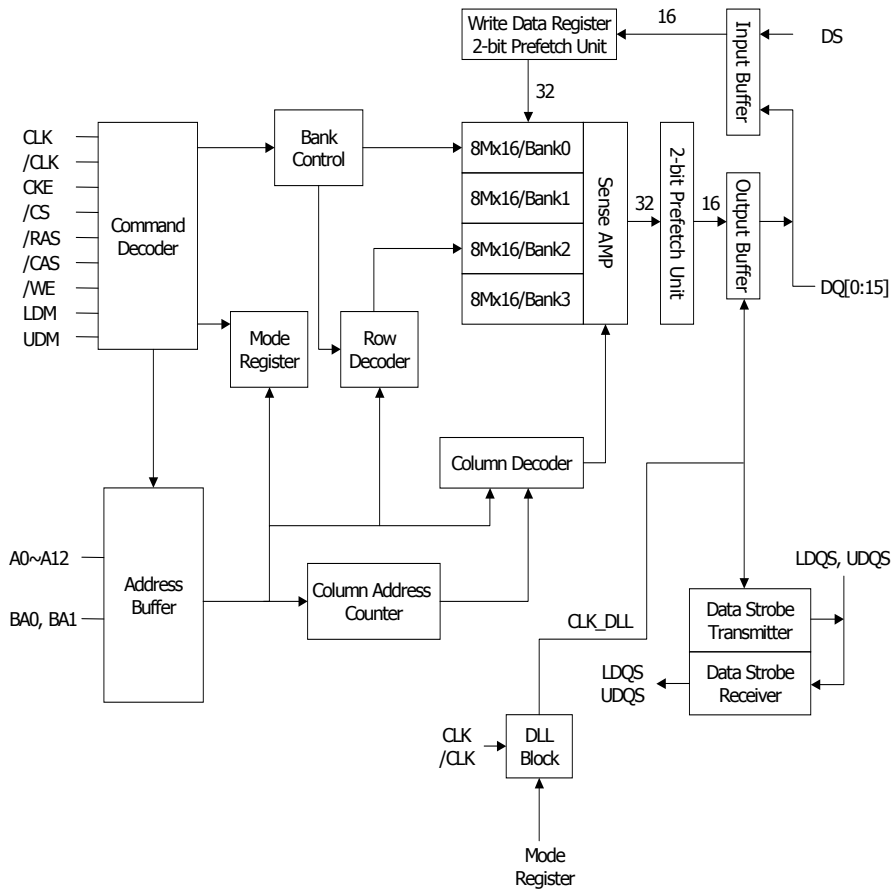 Write Data Register
2-bit Prefetch Unit
16
Input Buffer
DS
32
Bank
Control
8Mx16/Bank0
8Mx16/Bank1
8Mx16/Bank2
8Mx16/Bank3
Sense AMP
32
2-bit Prefetch Unit
16
Output Buffer
DQ[0:15]
CLK
/CLK
CKE
/CS
/RAS
/CAS
/WE
LDM
UDM
Command
Decoder
Mode
Register
Row
Decoder
Column Decoder
A0~A12
BA0, BA1
Address
Buffer
Column Address
Counter
CLK_DLL
LDQS, UDQS
Data Strobe
Transmitter
Data Strobe
Receiver
LDQS
UDQS
CLK
/CLK
DLL
Block
Mode
Register